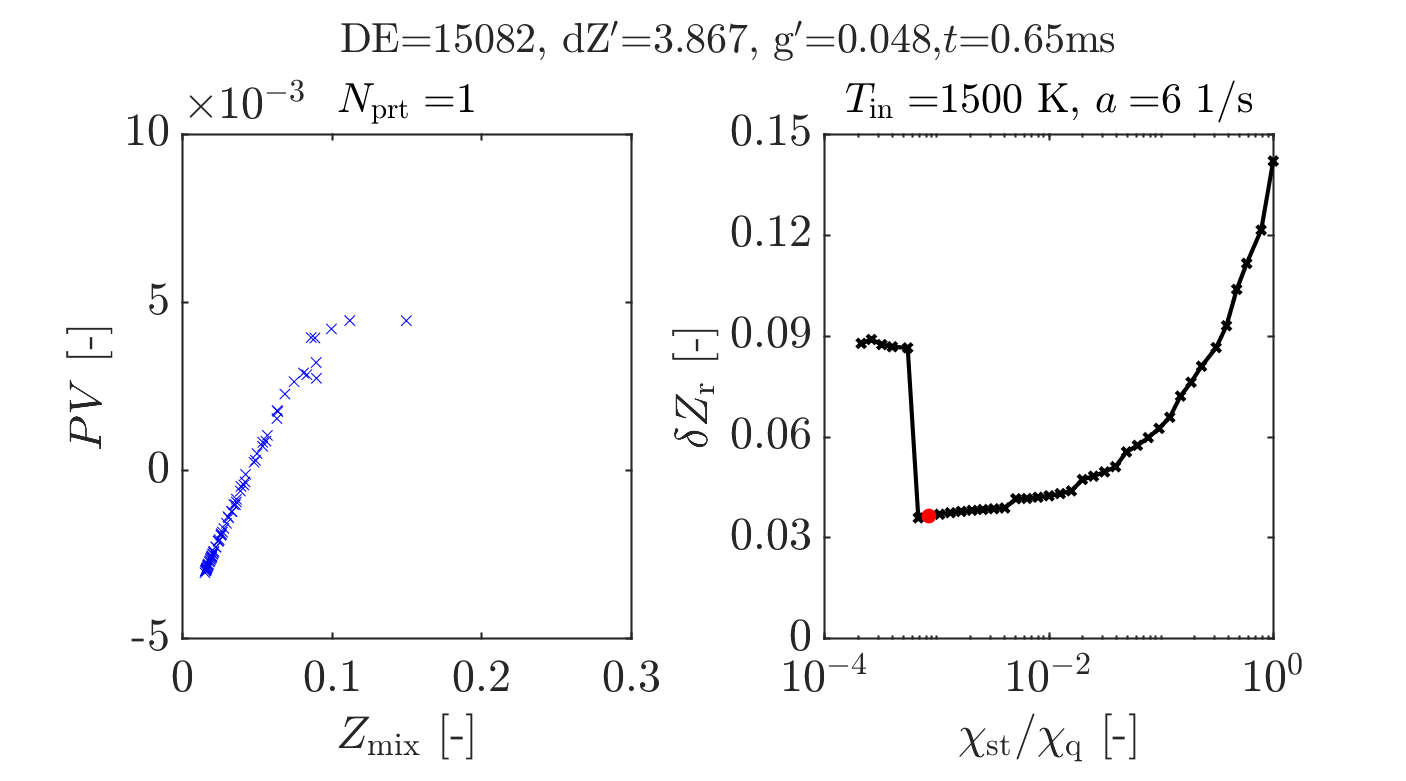 DE=15082, dZ′=3.867, g′=0.048,t=0.65ms
×10⁻³ N_prt =1
10
5
0
-5
0 0.1 0.2 0.3
PV [-]
Z_mix [-]
T_in =1500 K, a =6 1/s
0.15
0.12
0.09
0.06
0.03
0
10⁻⁴ 10⁻² 10⁰
δZ_r [-]
χ_st/χ_q [-]